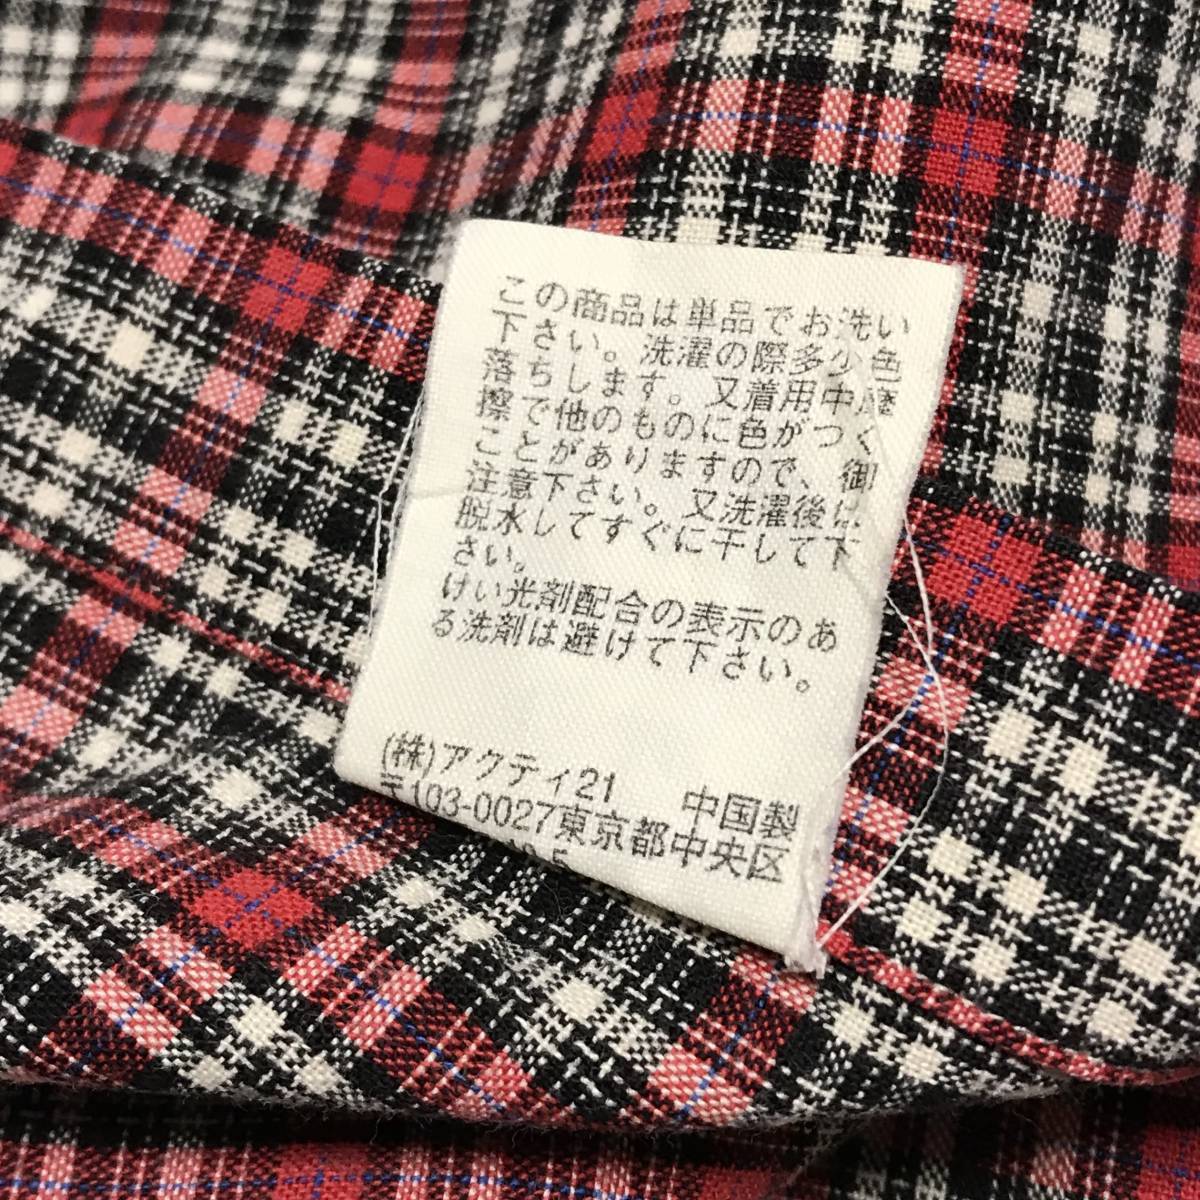 この商品は単品でお洗い
下さい。洗濯の際多少色
落ちします。又着用中摩
擦で他のものに色がつく
ことがありますので、御
注意下さい。又洗濯後は
脱水してすぐに干して下
さい。
けい光剤配合の表示のあ
る洗剤は避けて下さい。
(株)アクティ21 中国製
〒103-0027東京都中央区